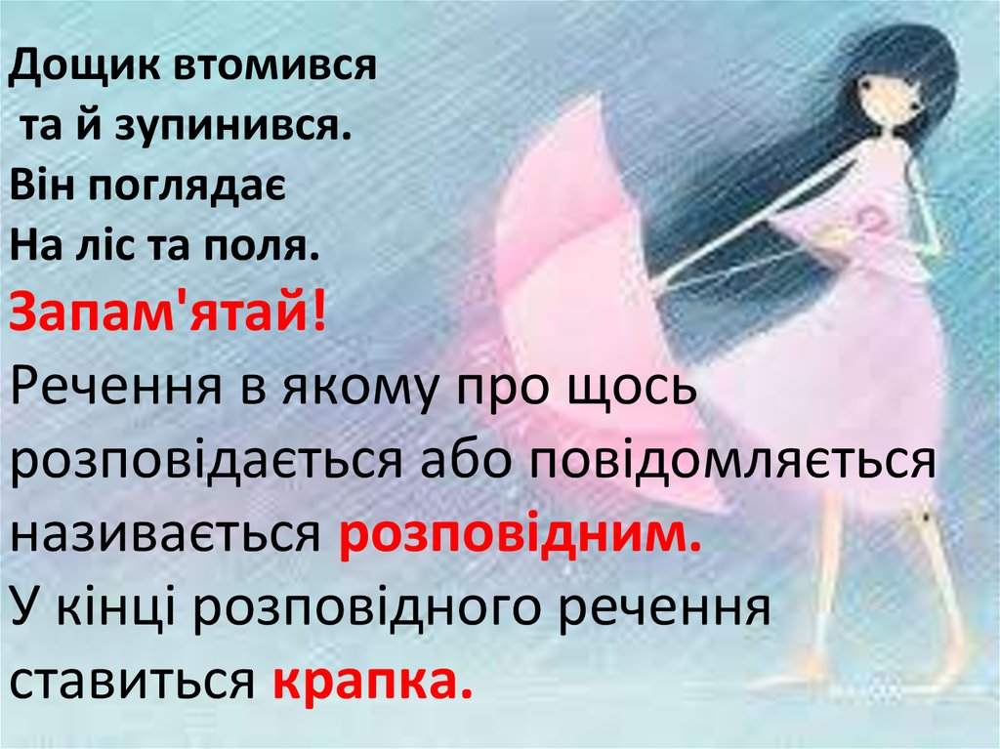 Дощик втомився
та й зупинився.
Він поглядає
На ліс та поля.
Запам'ятай!
Речення в якому про щось
розповідається або повідомляється
називається розповідним.
У кінці розповідного речення
ставиться крапка.